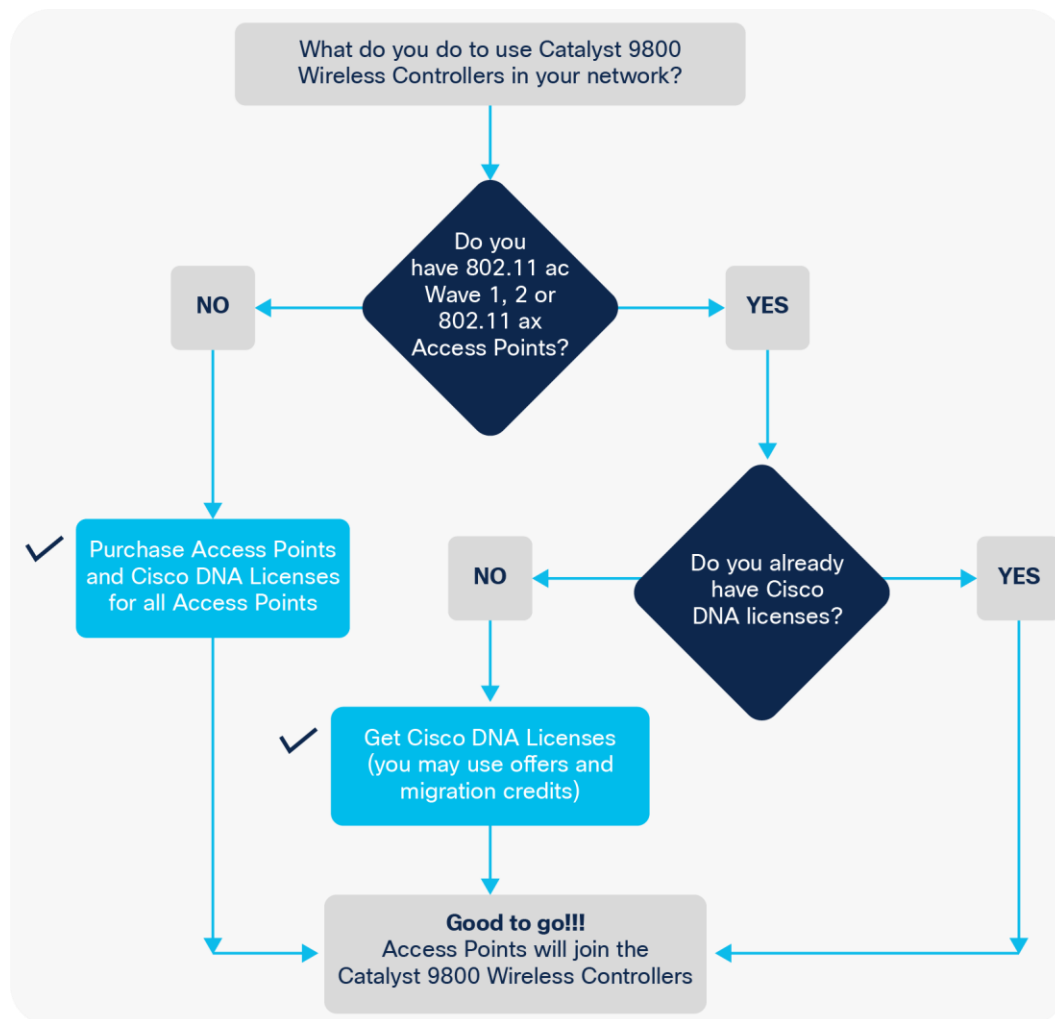 What do you do to use Catalyst 9800
Wireless Controllers in your network?
Do you
have 802.11 ac
Wave 1, 2 or
802.11 ax
Access Points?
NO
YES
Purchase Access Points
and Cisco DNA Licenses
for all Access Points
NO
Do you already
have Cisco
DNA licenses?
YES
Get Cisco DNA Licenses
(you may use offers and
migration credits)
Good to go!!!
Access Points will join the
Catalyst 9800 Wireless Controllers